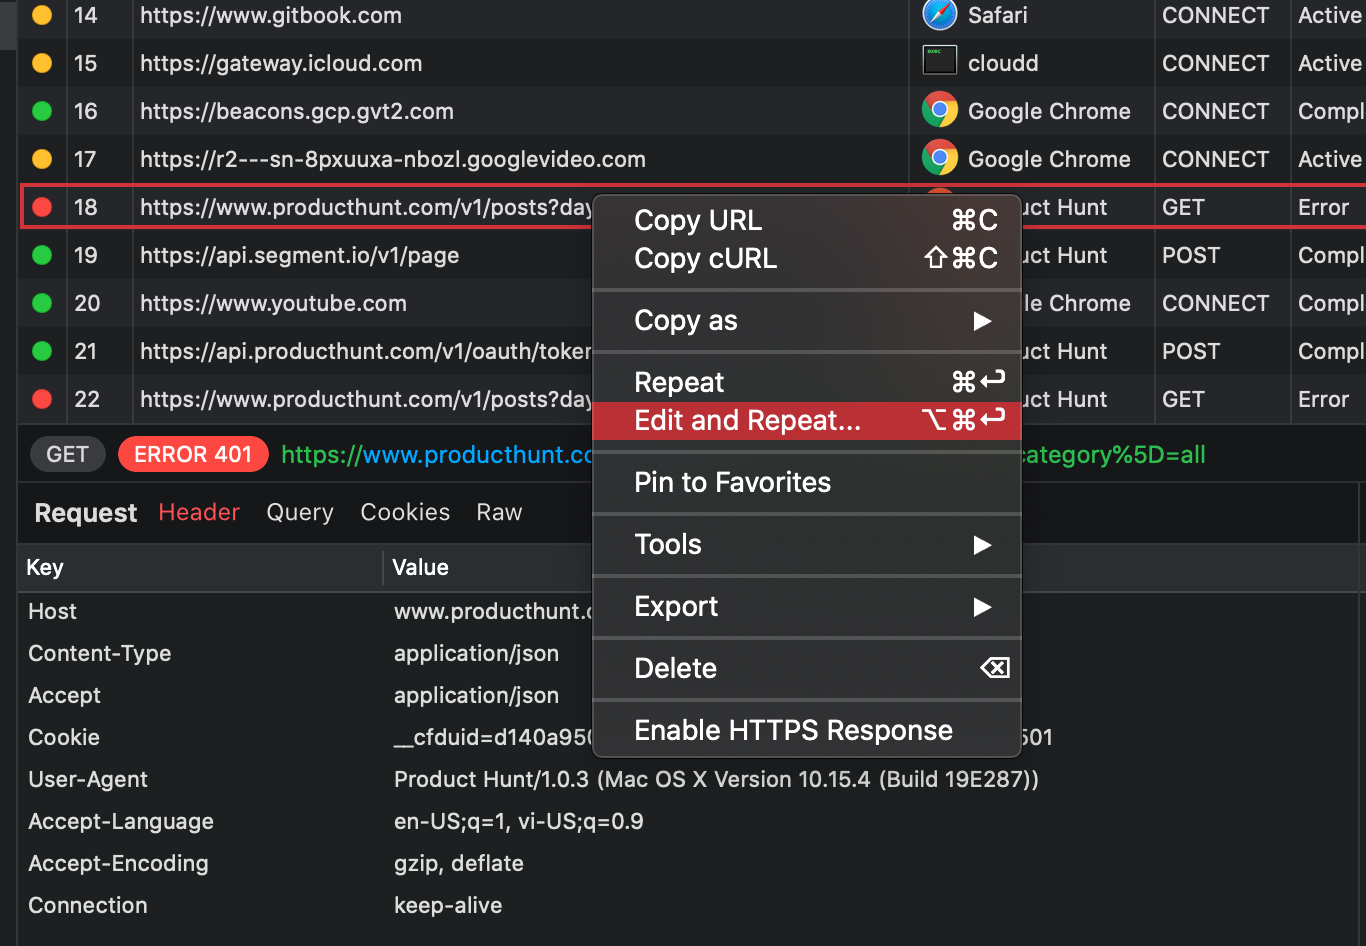 14 https://www.gitbook.com Safari CONNECT Active
15 https://gateway.icloud.com cloudd CONNECT Active
16 https://beacons.gcp.gvt2.com Google Chrome CONNECT Compl
17 https://r2---sn-8pxuuxa-nbozl.googlevideo.com Google Chrome CONNECT Active
18 https://www.producthunt.com/v1/posts?day uct Hunt GET Error
19 https://api.segment.io/v1/page uct Hunt POST Compl
20 https://www.youtube.com le Chrome CONNECT Compl
21 https://api.producthunt.com/v1/oauth/token uct Hunt POST Compl
22 https://www.producthunt.com/v1/posts?day uct Hunt GET Error
Copy URL ⌘C
Copy cURL ⇧⌘C
Copy as ▶
Repeat ⌘↩
Edit and Repeat... ⌥⌘↩
Pin to Favorites
Tools ▶
Export ▶
Delete ⌫
Enable HTTPS Response
GET ERROR 401 https://www.producthunt.co category%5D=all
Request Header Query Cookies Raw
Key Value
Host www.producthunt.c
Content-Type application/json
Accept application/json
Cookie __cfduid=d140a950 501
User-Agent Product Hunt/1.0.3 (Mac OS X Version 10.15.4 (Build 19E287))
Accept-Language en-US;q=1, vi-US;q=0.9
Accept-Encoding gzip, deflate
Connection keep-alive